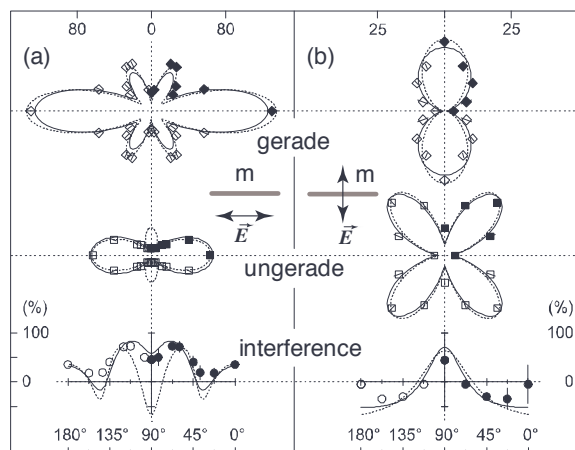 80 0 80 25 25
(a) (b)
gerade
m m
E E
ungerade
(%) (%)
100 100
interference
0 0
180° 135° 90° 45° 0° 180° 135° 90° 45° 0°